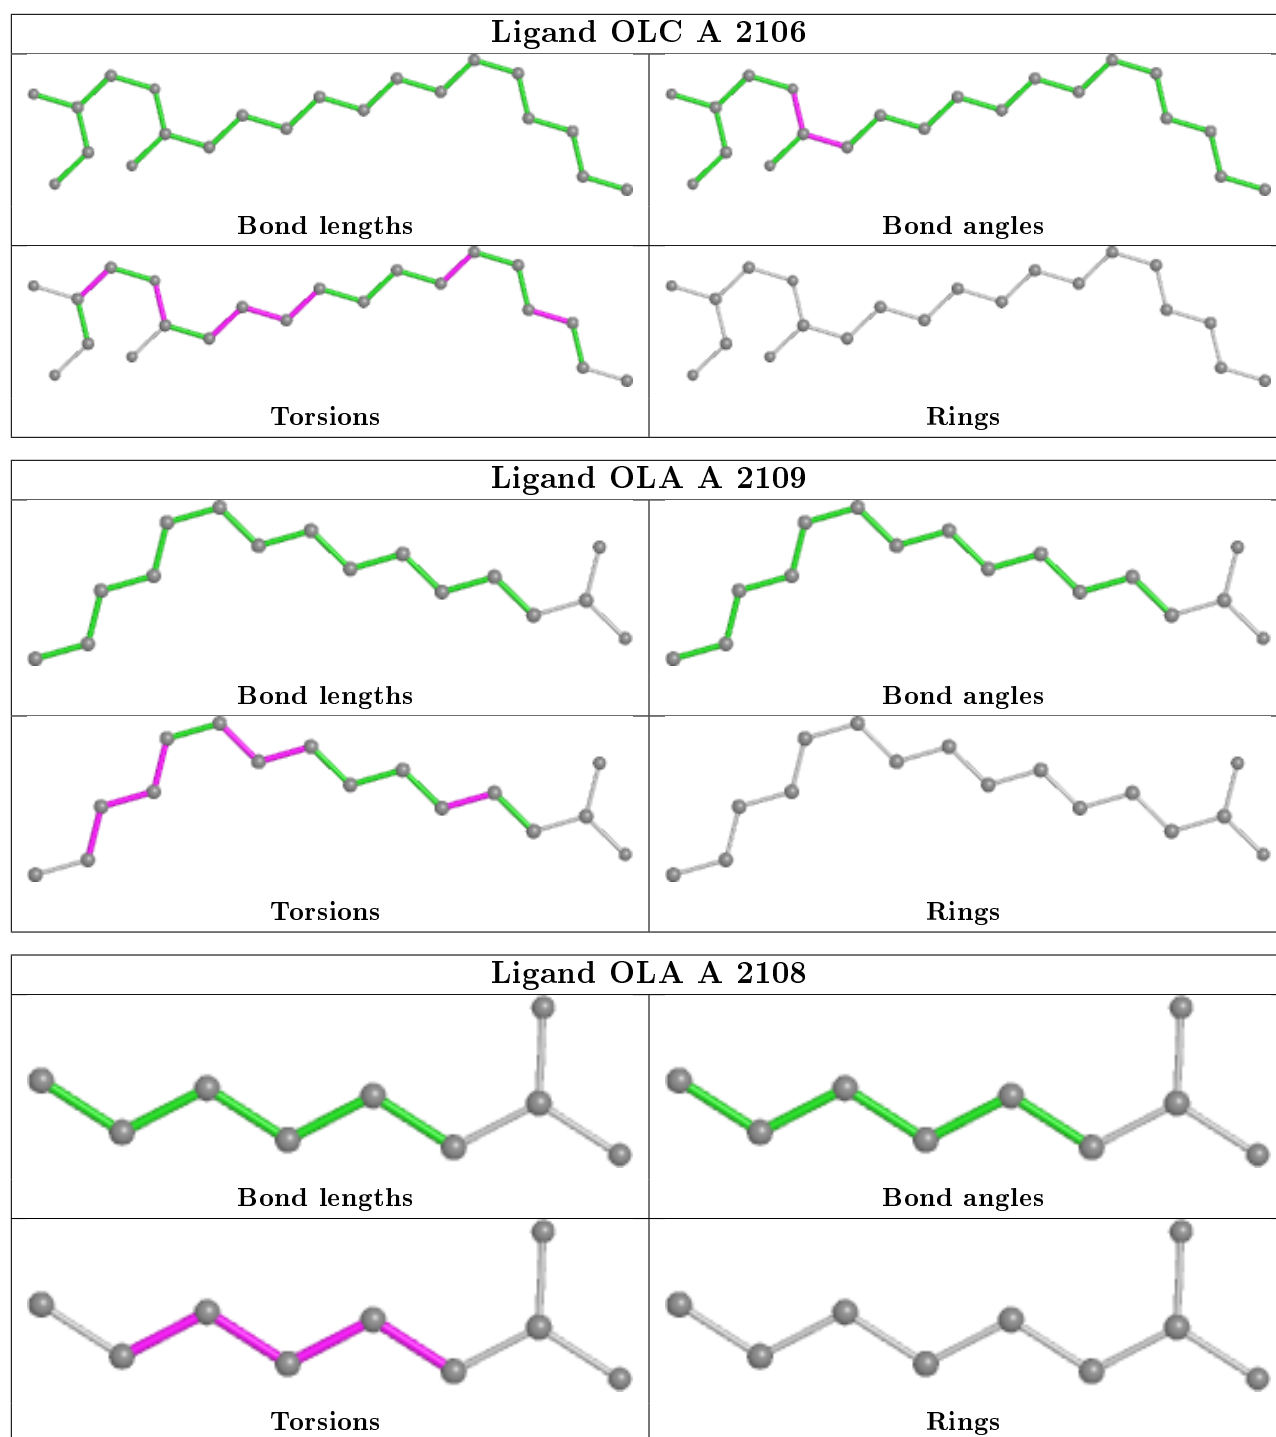 Ligand OLC A 2106
Bond lengths
Bond angles
Torsions
Rings
Ligand OLA A 2109
Bond lengths
Bond angles
Torsions
Rings
Ligand OLA A 2108
Bond lengths
Bond angles
Torsions
Rings